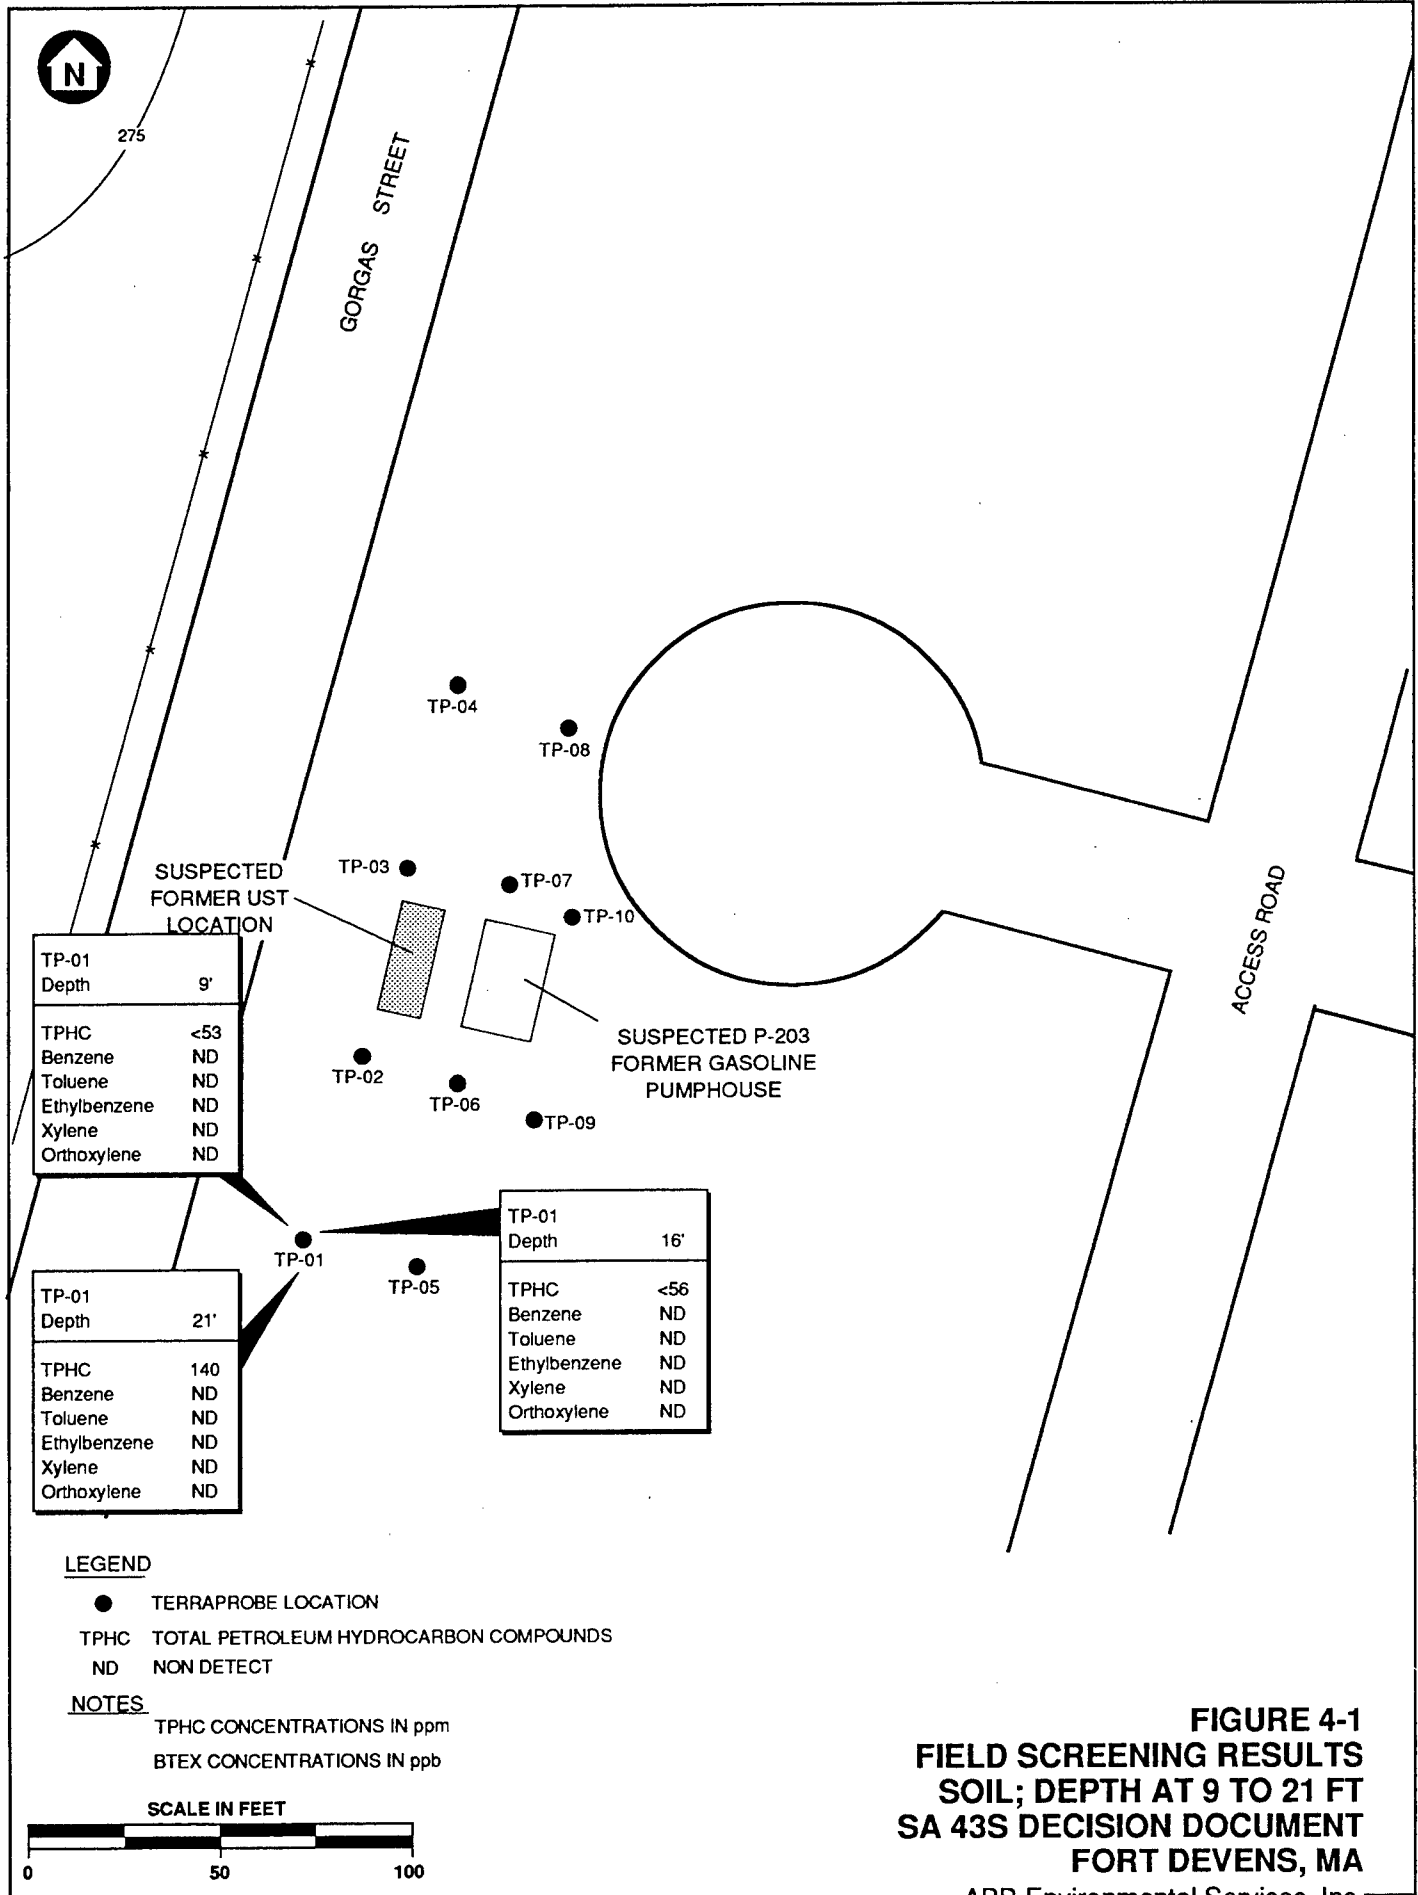 N
275
GORGAS STREET
TP-04
TP-08
TP-03
TP-07
TP-10
SUSPECTED
FORMER UST
LOCATION
TP-01
Depth 9'
TPHC <53
Benzene ND
Toluene ND
Ethylbenzene ND
Xylene ND
Orthoxylene ND
ACCESS ROAD
SUSPECTED P-203
FORMER GASOLINE
PUMPHOUSE
TP-02
TP-06
TP-09
TP-01
TP-05
TP-01
Depth 16'
TPHC <56
Benzene ND
Toluene ND
Ethylbenzene ND
Xylene ND
Orthoxylene ND
TP-01
Depth 21'
TPHC 140
Benzene ND
Toluene ND
Ethylbenzene ND
Xylene ND
Orthoxylene ND
LEGEND
TERRAPROBE LOCATION
TPHC TOTAL PETROLEUM HYDROCARBON COMPOUNDS
ND NON DETECT
NOTES
TPHC CONCENTRATIONS IN ppm
BTEX CONCENTRATIONS IN ppb
SCALE IN FEET
0 50 100
FIGURE 4-1
FIELD SCREENING RESULTS
SOIL; DEPTH AT 9 TO 21 FT
SA 43S DECISION DOCUMENT
FORT DEVENS, MA
ABB Environmental Services, Inc.